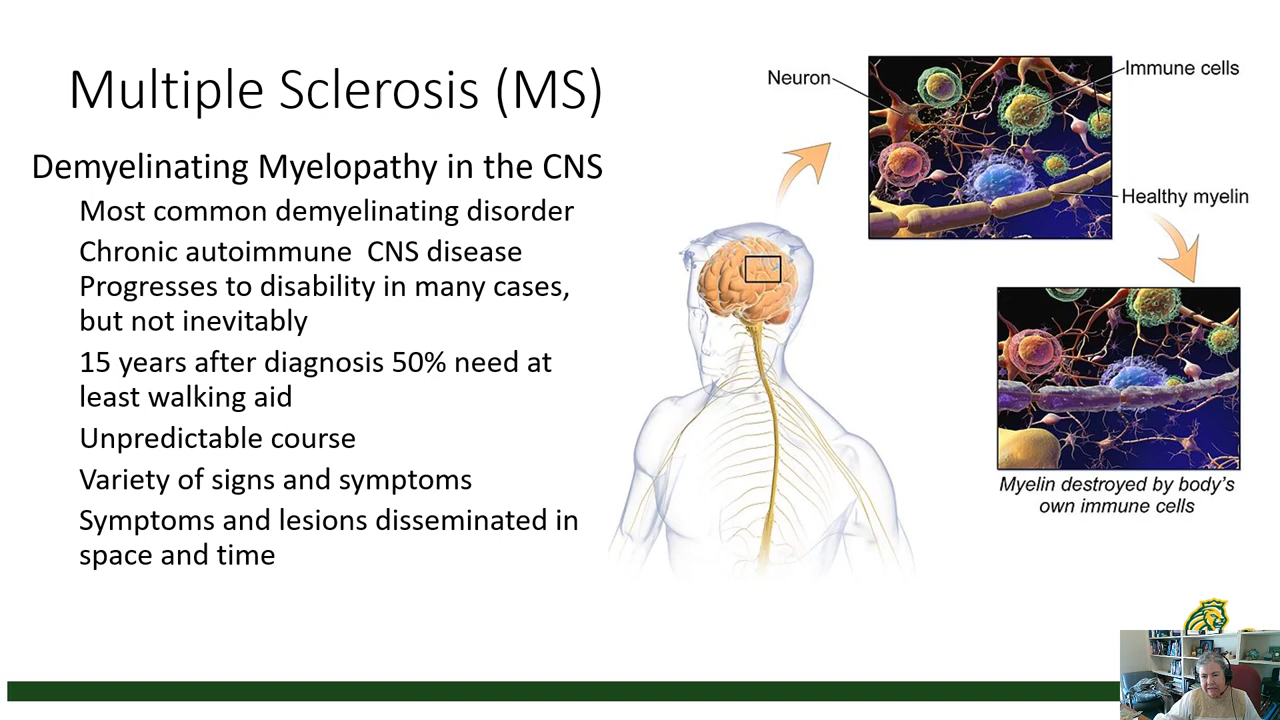 Multiple Sclerosis (MS)
Demyelinating Myelopathy in the CNS
Most common demyelinating disorder
Chronic autoimmune  CNS disease
Progresses to disability in many cases,
but not inevitably
15 years after diagnosis 50% need at
least walking aid
Unpredictable course
Variety of signs and symptoms
Symptoms and lesions disseminated in
space and time
Neuron
Immune cells
Healthy myelin
Myelin destroyed by body's
own immune cells